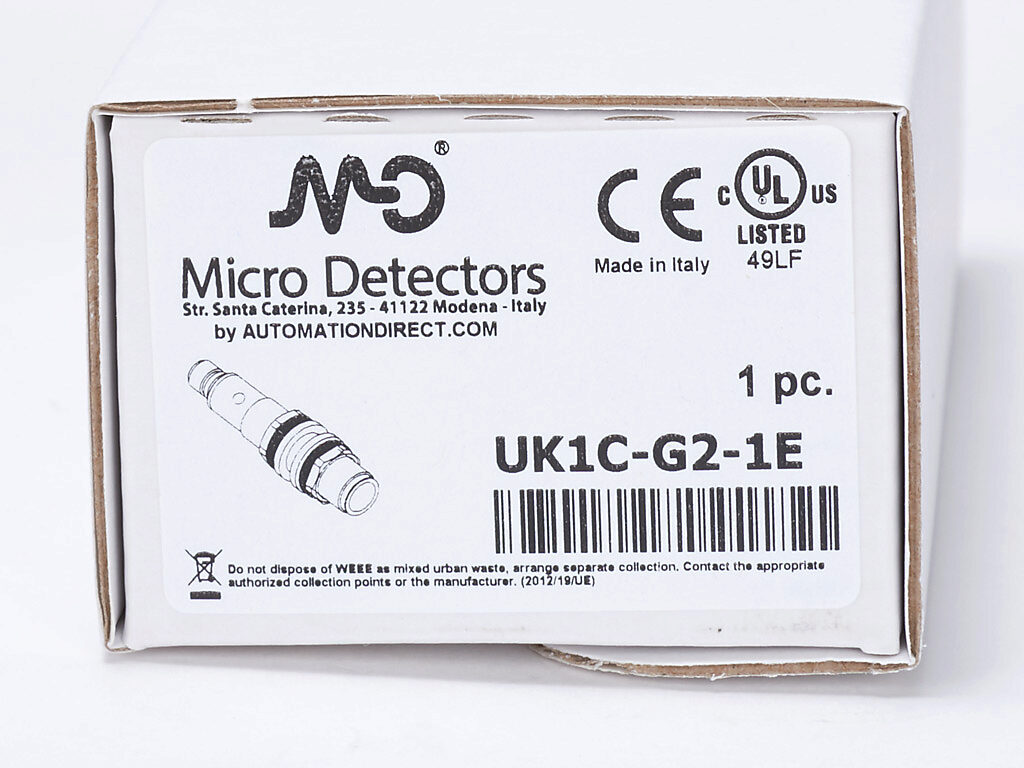 MD®
Micro Detectors
Str. Santa Caterina, 235 - 41122 Modena - Italy
by AUTOMATIONDIRECT.COM
CE
Made in Italy
C UL US
LISTED
49LF
1 pc.
UK1C-G2-1E
Do not dispose of WEEE as mixed urban waste, arrange separate collection. Contact the appropriate
authorized collection points or the manufacturer. (2012/19/UE)